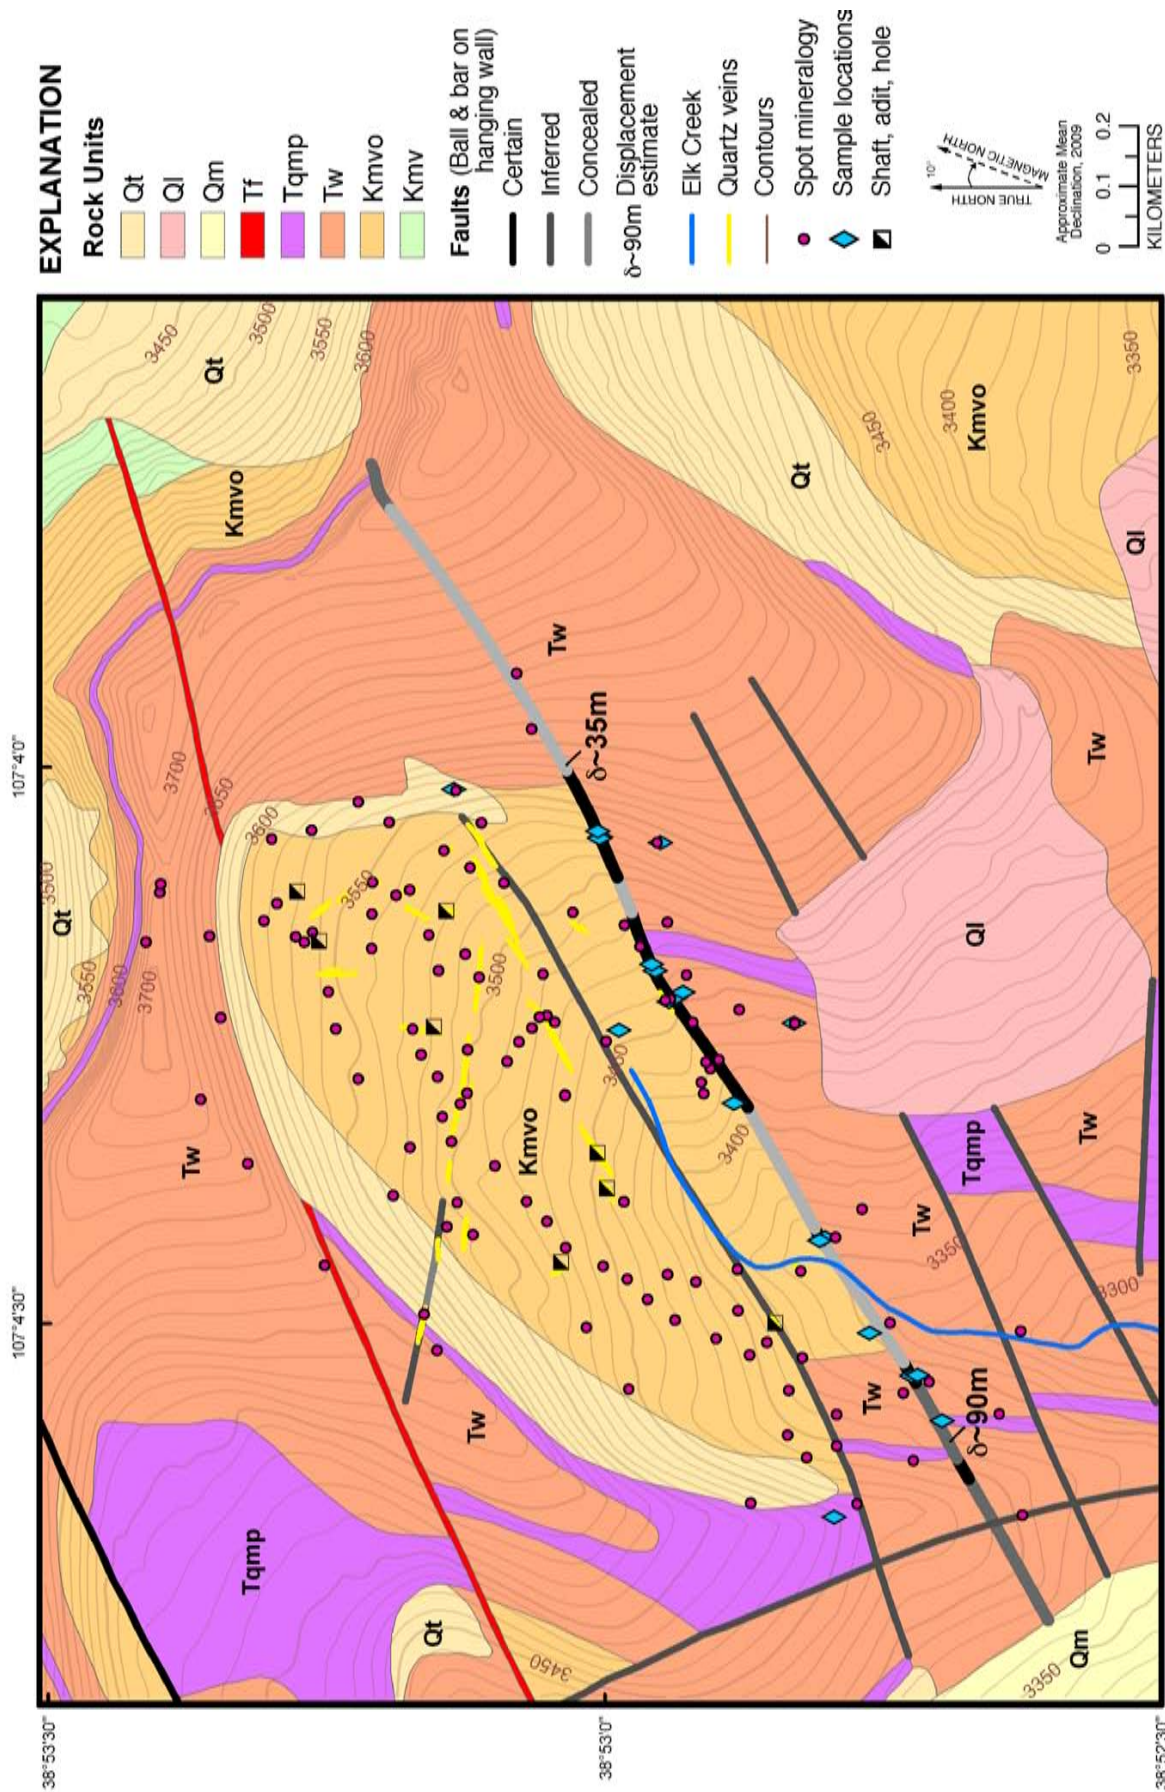 EXPLANATION
Rock Units
Qt
Ql
Qm
Tf
Tqmp
Tw
Kmvo
Kmv
Faults (Ball & bar on
hanging wall)
Certain
Inferred
Concealed
δ~90m Displacement
estimate
Elk Creek
Quartz veins
Contours
Spot mineralogy
Sample locations
Shaft, adit, hole
10°
TRUE NORTH
MAGNETIC NORTH
Approximate Mean
Declination, 2009
0 0.1 0.2
KILOMETERS
107°4'30"
107°4'0"
38°53'30"
38°53'0"
38°52'30"
3500
Qt
3550
3600
3700
3700
3650
3600
3550
3500
Kmvo
Qt
3450
3500
3550
3600
Tw
Tqmp
Tw
Kmvo
Tw
δ~35m
3400
3400
Qt
3450
3400
Kmvo
3350
Ql
Qt
3450
Tw
δ~90m
Tw
3350
Tqmp
Tw
3300
Ql
Tw
Qm
3350